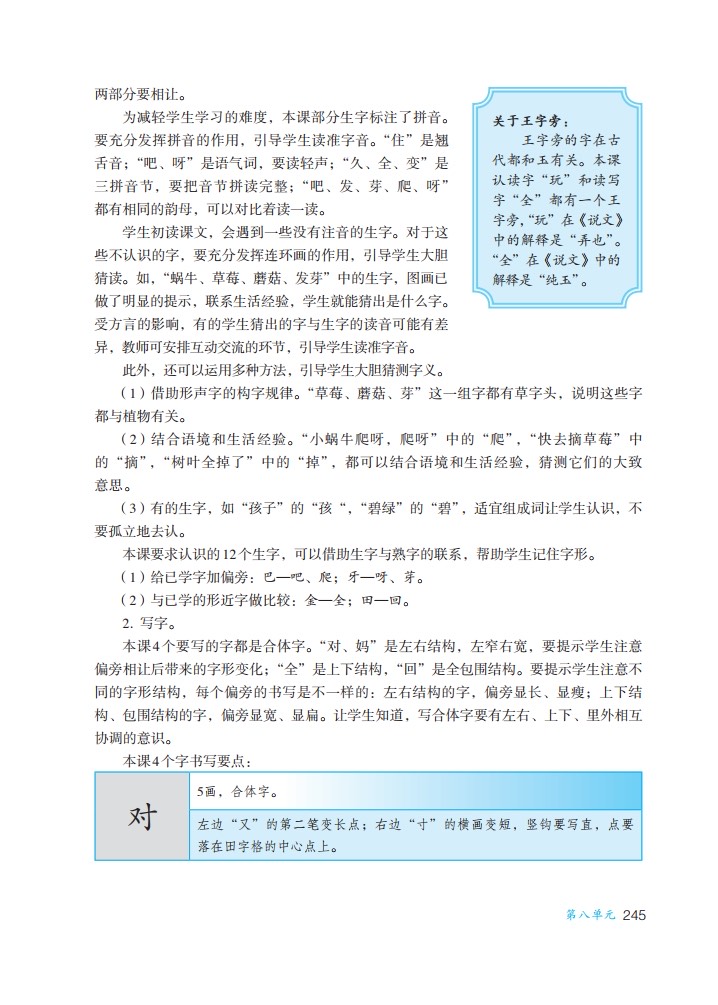 两部分要相让。
为减轻学生学习的难度，本课部分生字标注了拼音。
要充分发挥拼音的作用，引导学生读准字音。“住”是翘
舌音；“吧、呀”是语气词，要读轻声；“久、全、变”是
三拼音节，要把音节拼读完整；“吧、发、芽、爬、呀”
都有相同的韵母，可以对比着读一读。
学生初读课文，会遇到一些没有注音的生字。对于这
些不认识的字，要充分发挥连环画的作用，引导学生大胆
猜读。如，“蜗牛、草莓、蘑菇、发芽”中的生字，图画已
做了明显的提示，联系生活经验，学生就能猜出是什么字。
受方言的影响，有的学生猜出的字与生字的读音可能有差
异，教师可安排互动交流的环节，引导学生读准字音。
关于王字旁：
王字旁的字在古
代都和玉有关。本课
认读字“玩”和读写
字“全”都有一个王
字旁，“玩”在《说文》
中的解释是“弄也”。
“全”在《说文》中的
解释是“纯玉”。
此外，还可以运用多种方法，引导学生大胆猜测字义。
（1）借助形声字的构字规律。“草莓、蘑菇、芽”这一组字都有草字头，说明这些字
都与植物有关。
（2）结合语境和生活经验。“小蜗牛爬呀，爬呀”中的“爬”，“快去摘草莓”中
的“摘”，“树叶全掉了”中的“掉”，都可以结合语境和生活经验，猜测它们的大致
意思。
（3）有的生字，如“孩子”的“孩“，“碧绿”的“碧”，适宜组成词让学生认识，不
要孤立地去认。
本课要求认识的12个生字，可以借助生字与熟字的联系，帮助学生记住字形。
（1）给已学字加偏旁：巴—吧、爬；牙—呀、芽。
（2）与已学的形近字做比较：金—全；田—回。
2. 写字。
本课4个要写的字都是合体字。“对、妈”是左右结构，左窄右宽，要提示学生注意
偏旁相让后带来的字形变化；“全”是上下结构，“回”是全包围结构。要提示学生注意不
同的字形结构，每个偏旁的书写是不一样的：左右结构的字，偏旁显长、显瘦；上下结
构、包围结构的字，偏旁显宽、显扁。让学生知道，写合体字要有左右、上下、里外相互
协调的意识。
本课4个字书写要点：
对
5画，合体字。
左边“又”的第二笔变长点；右边“寸”的横画变短，竖钩要写直，点要
落在田字格的中心点上。
第八单元 245